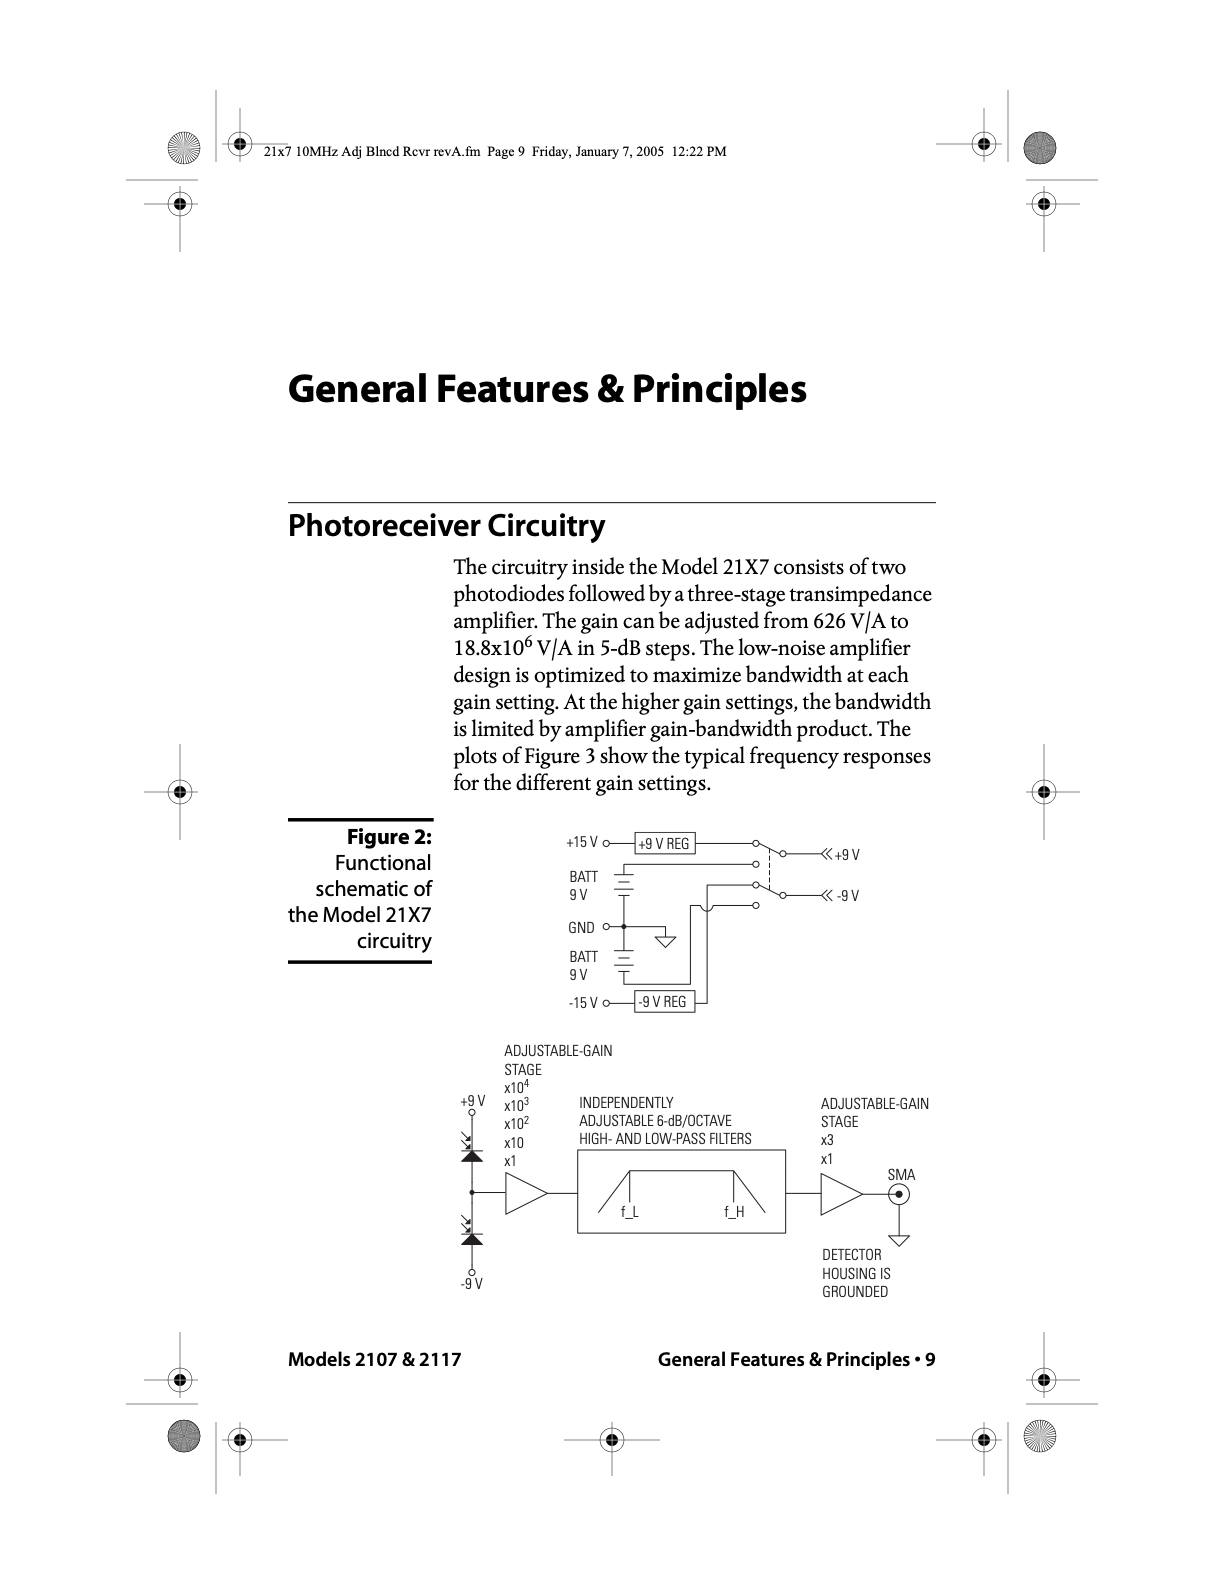 21x7 10MHz Adj Blncd Rcvr revA.fm  Page 9  Friday, January 7, 2005  12:22 PM
General Features & Principles
Photoreceiver Circuitry
The circuitry inside the Model 21X7 consists of two
photodiodes followed by a three-stage transimpedance
amplifier. The gain can be adjusted from 626 V/A to
18.8x10⁶ V/A in 5-dB steps. The low-noise amplifier
design is optimized to maximize bandwidth at each
gain setting. At the higher gain settings, the bandwidth
is limited by amplifier gain-bandwidth product. The
plots of Figure 3 show the typical frequency responses
for the different gain settings.
Figure 2:
Functional
schematic of
the Model 21X7
circuitry
+15 V
+9 V REG
+9 V
BATT
9 V
-9 V
GND
BATT
9 V
-15 V
-9 V REG
ADJUSTABLE-GAIN
STAGE
x10⁴
x10³
x10²
x10
x1
+9 V
-9 V
INDEPENDENTLY
ADJUSTABLE 6-dB/OCTAVE
HIGH- AND LOW-PASS FILTERS
f_L
f_H
ADJUSTABLE-GAIN
STAGE
x3
x1
SMA
DETECTOR
HOUSING IS
GROUNDED
Models 2107 & 2117
General Features & Principles • 9